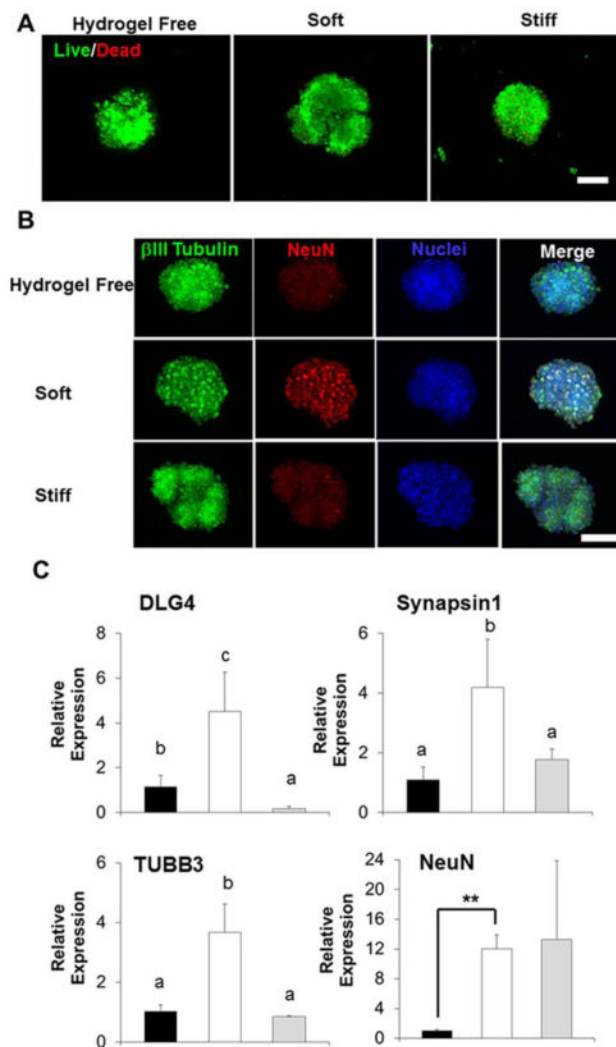 A
Hydrogel Free
Soft
Stiff
Live/Dead
B
βIII Tubulin
NeuN
Nuclei
Merge
Hydrogel Free
Soft
Stiff
C
DLG4
Relative
Expression
8
6
4
2
0
b
c
a
Synapsin1
Relative
Expression
6
4
2
0
a
b
a
TUBB3
Relative
Expression
6
4
2
0
a
b
a
NeuN
Relative
Expression
24
20
16
12
8
4
0
**